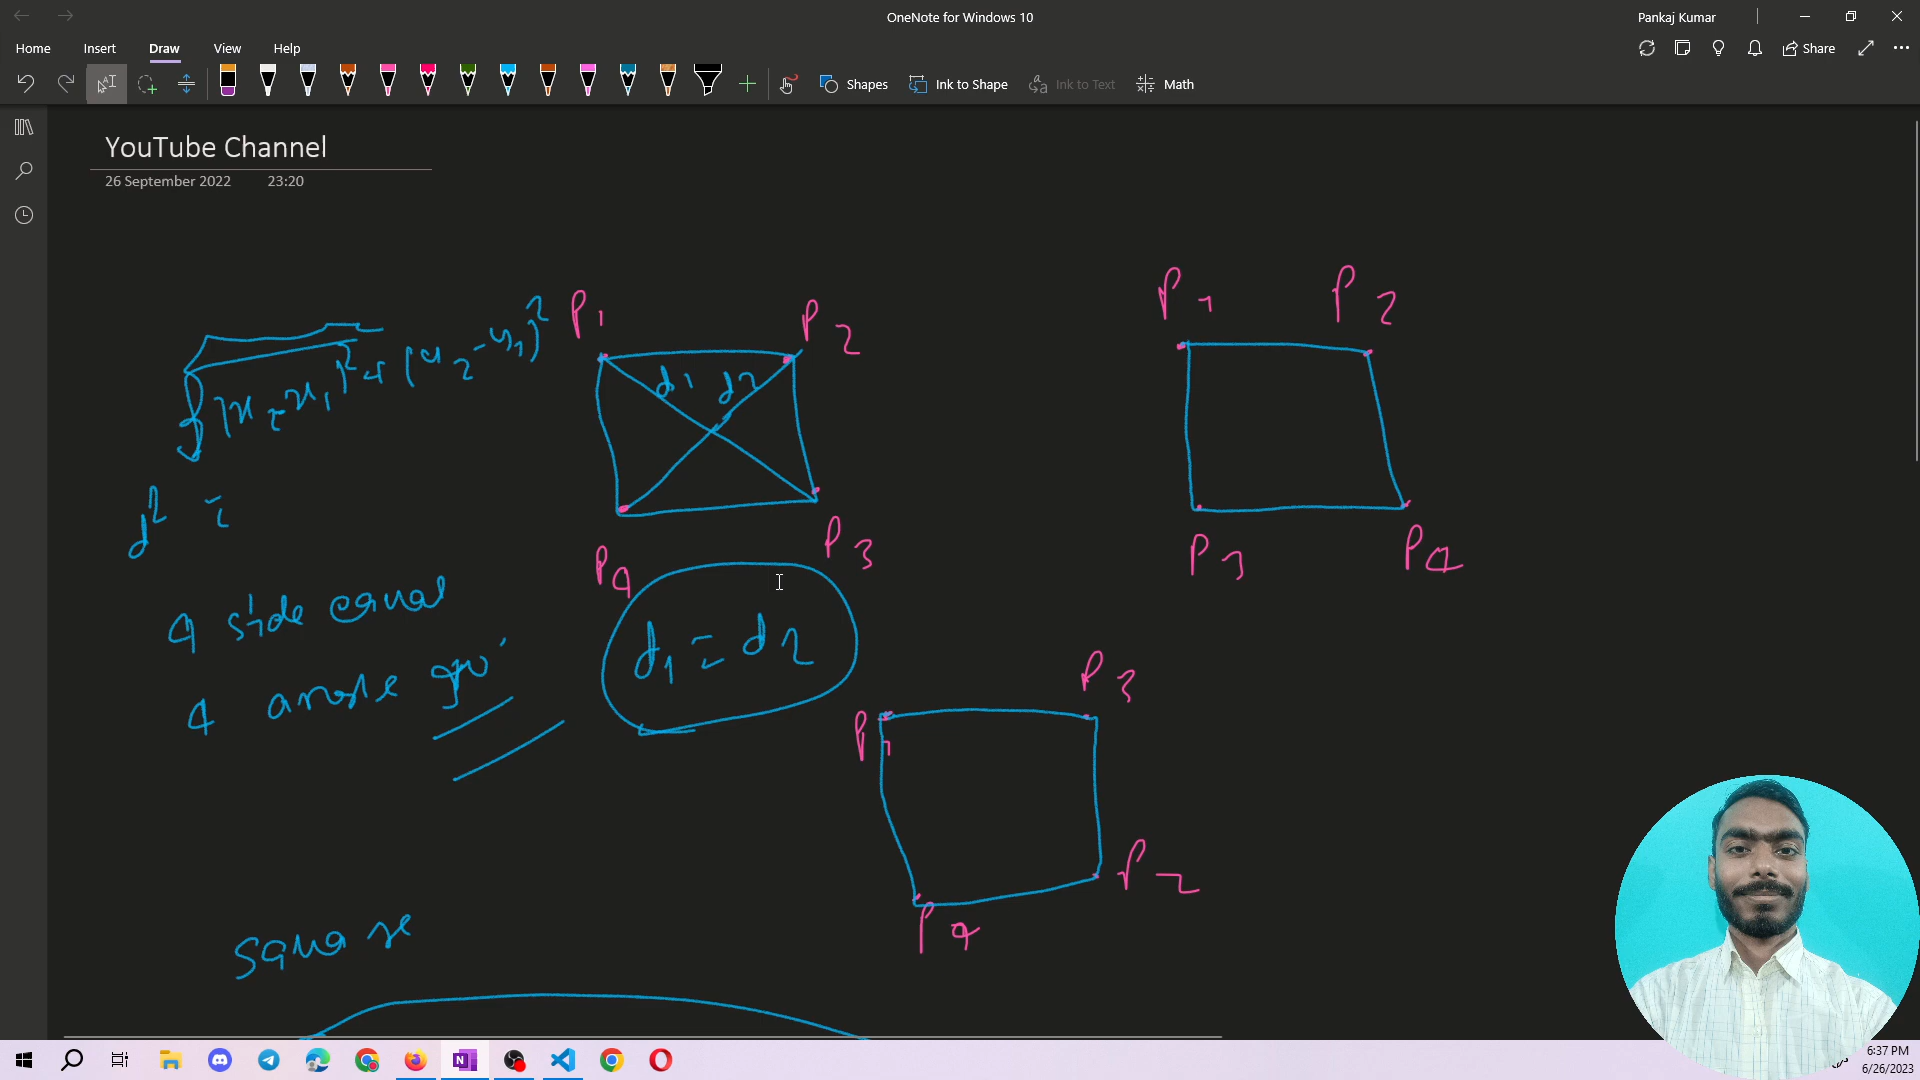 OneNote for Windows 10
Pankaj Kumar
Home Insert Draw View Help
Share
Shapes Ink to Shape Ink to Text Math
YouTube Channel
26 September 2022 23:20
P1 P2
P1 P2
d1 d2
d²
P4 P3
P3 P4
4 side equal
d1 = d2
4 angle 90°
P1 P3
P2
P4
square
6:37 PM
6/26/2023